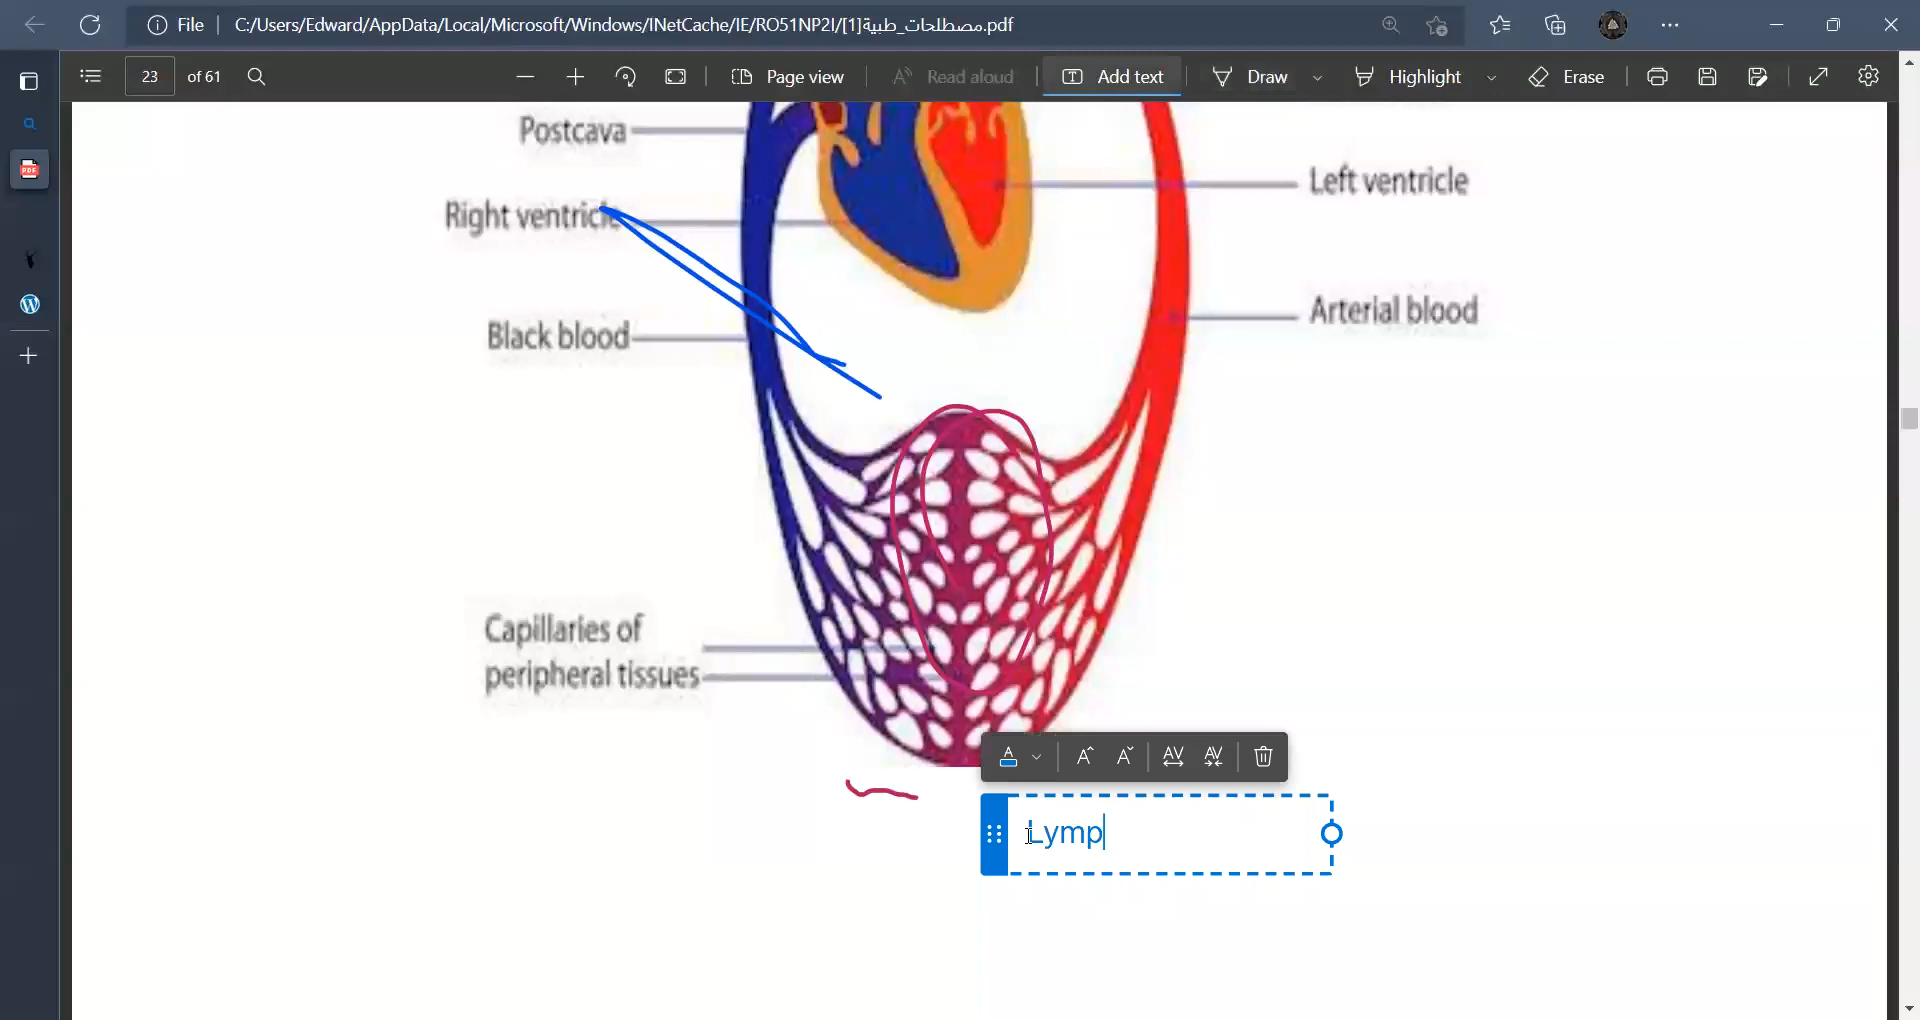 File
C:/Users/Edward/AppData/Local/Microsoft/Windows/INetCache/IE/RO51NP2I/[1]مصطلحات_طبية.pdf
23 of 61
Page view
Read aloud
Add text
Draw
Highlight
Erase
PDF
Postcava
Left ventricle
Right ventricle
Arterial blood
Black blood
Capillaries of
peripheral tissues
Lymp